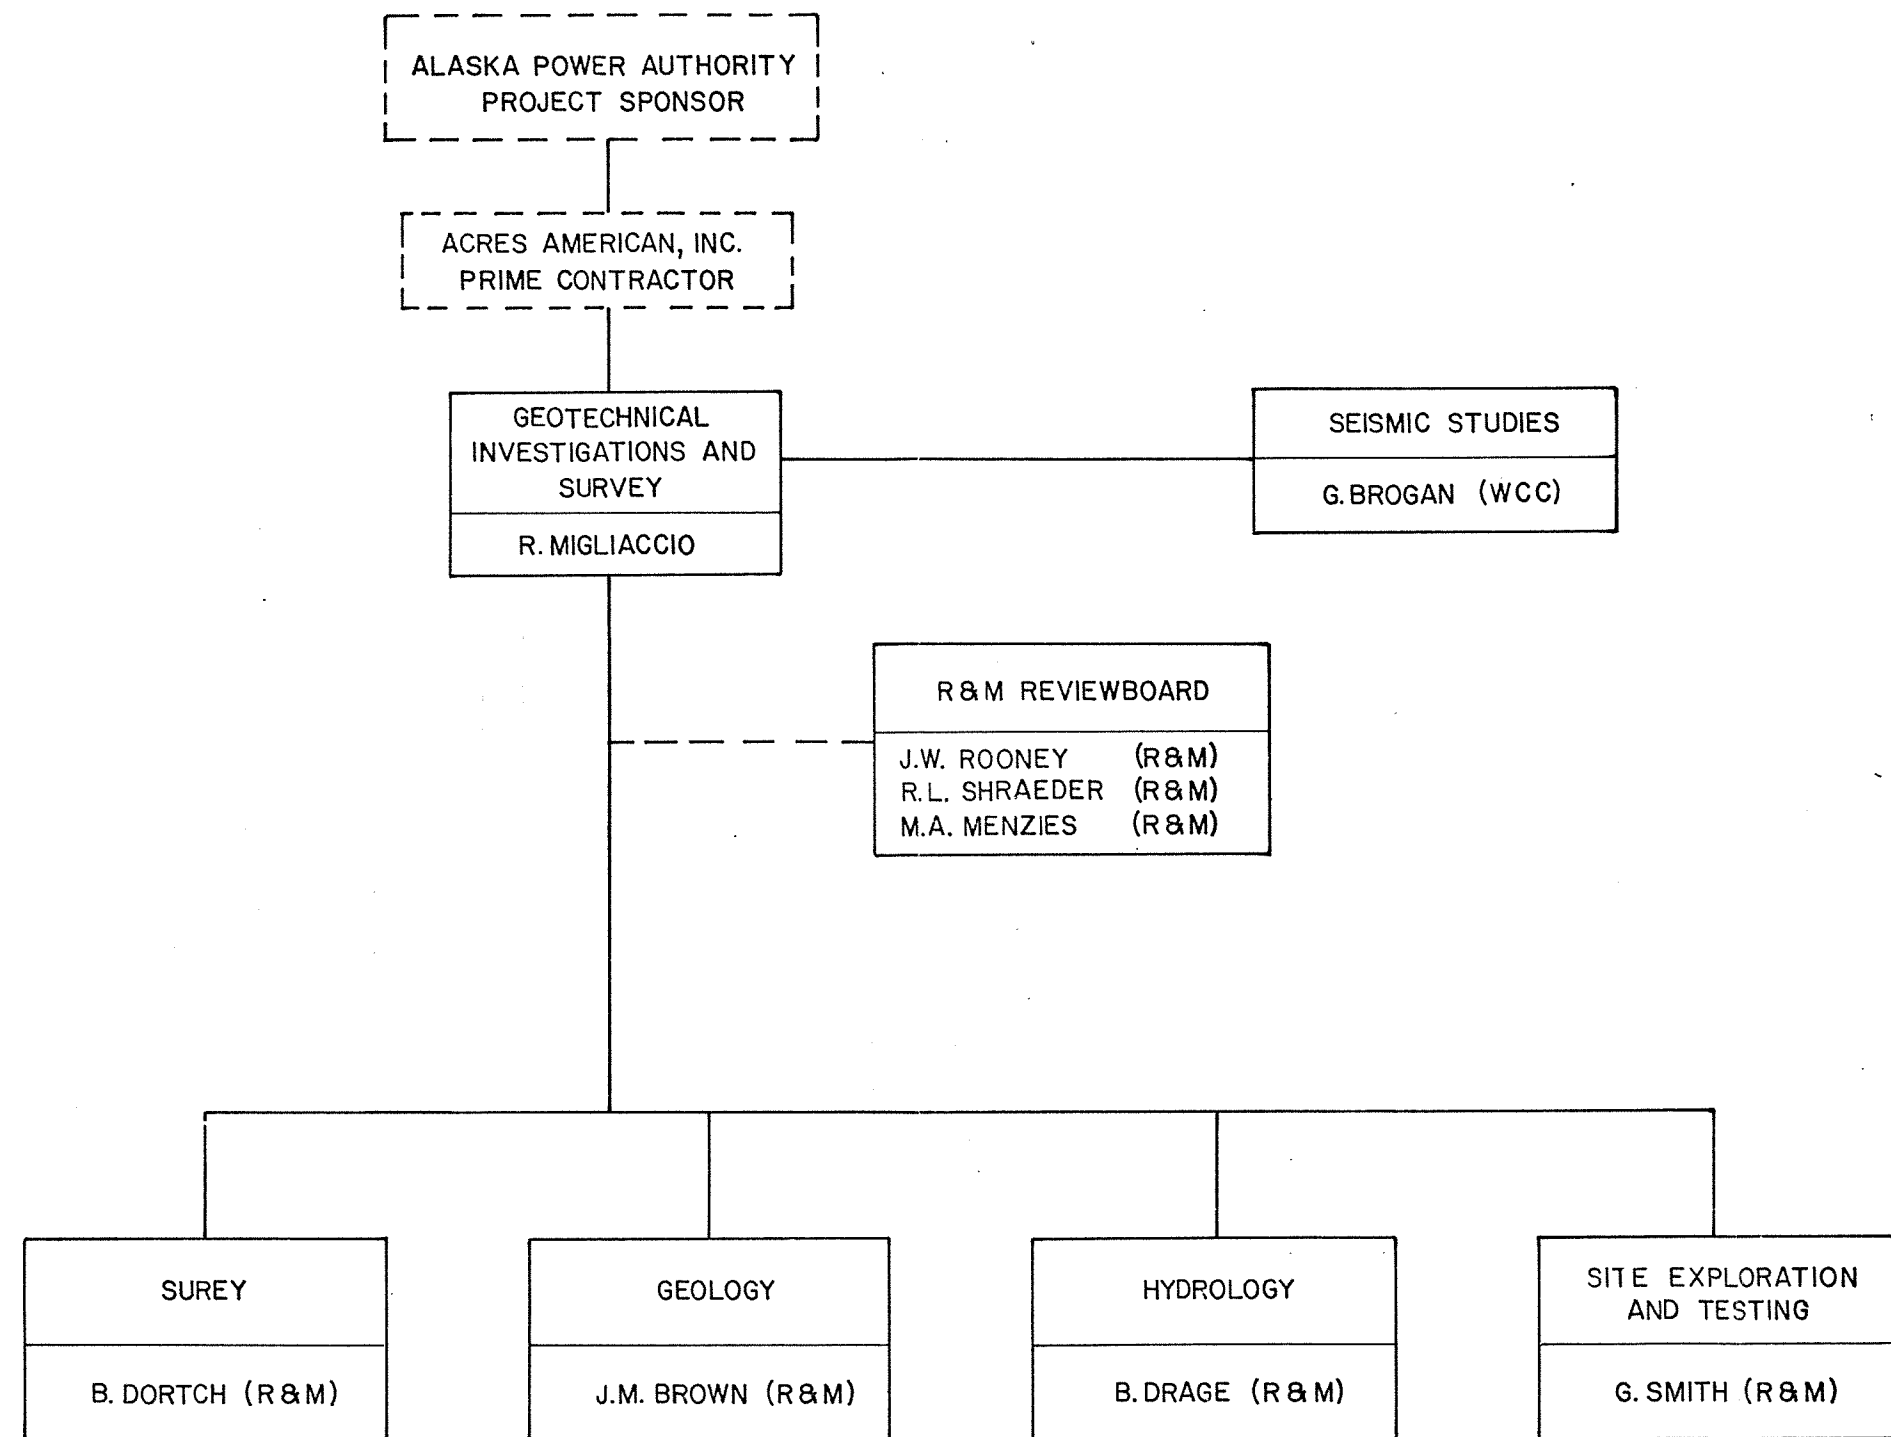 ALASKA POWER AUTHORITY
PROJECT SPONSOR
ACRES AMERICAN, INC.
PRIME CONTRACTOR
GEOTECHNICAL
INVESTIGATIONS AND
SURVEY
R. MIGLIACCIO
SEISMIC STUDIES
G. BROGAN (WCC)
R & M REVIEWBOARD
J.W. ROONEY (R & M)
R.L. SHRAEDER (R & M)
M.A. MENZIES (R & M)
SUREY
B. DORTCH (R & M)
GEOLOGY
J.M. BROWN (R & M)
HYDROLOGY
B. DRAGE (R & M)
SITE EXPLORATION
AND TESTING
G. SMITH (R & M)